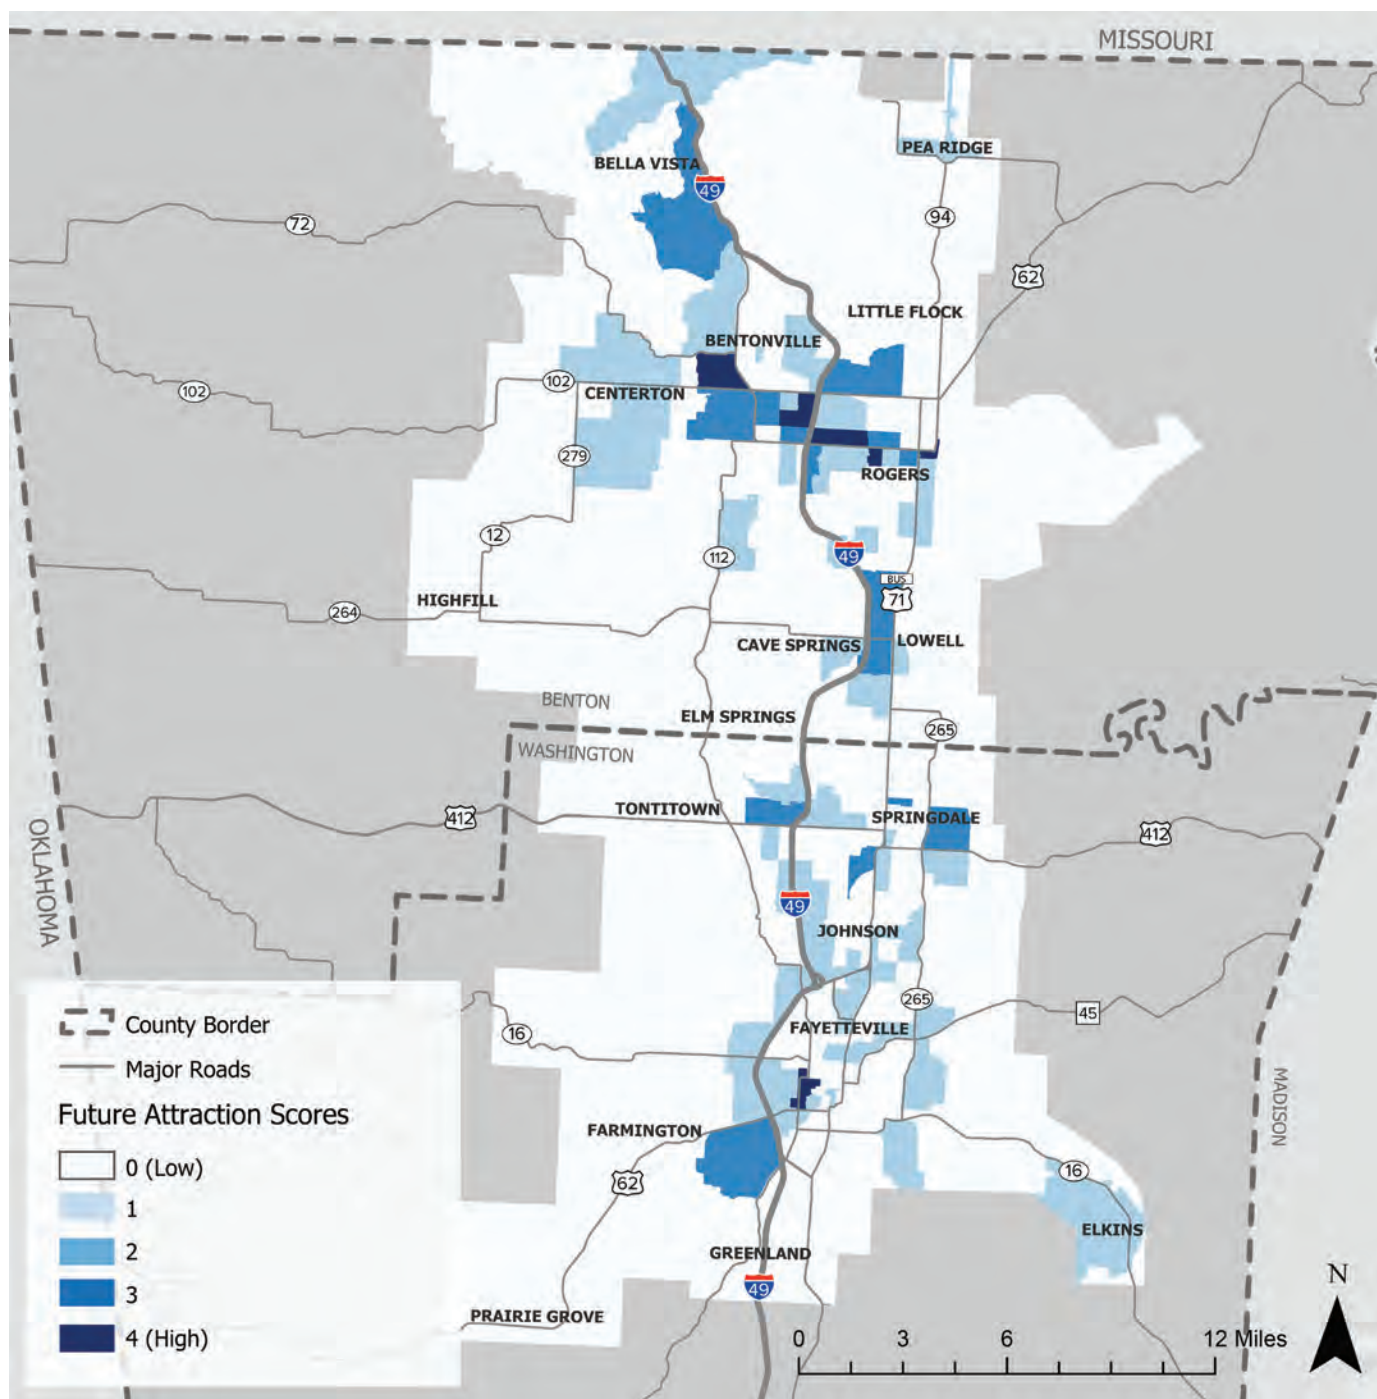 MISSOURI
PEA RIDGE
BELLA VISTA
49
94
72
62
LITTLE FLOCK
BENTONVILLE
102
102
CENTERTON
279
ROGERS
12
112
49
BUS
71
HIGHFILL
264
LOWELL
CAVE SPRINGS
BENTON
ELM SPRINGS
265
WASHINGTON
TONTITOWN
412
SPRINGDALE
412
OKLAHOMA
49
JOHNSON
265
45
FAYETTEVILLE
16
MADISON
FARMINGTON
16
62
ELKINS
GREENLAND
49
PRAIRIE GROVE
County Border
Major Roads
Future Attraction Scores
0 (Low)
1
2
3
4 (High)
N
0 3 6 12 Miles